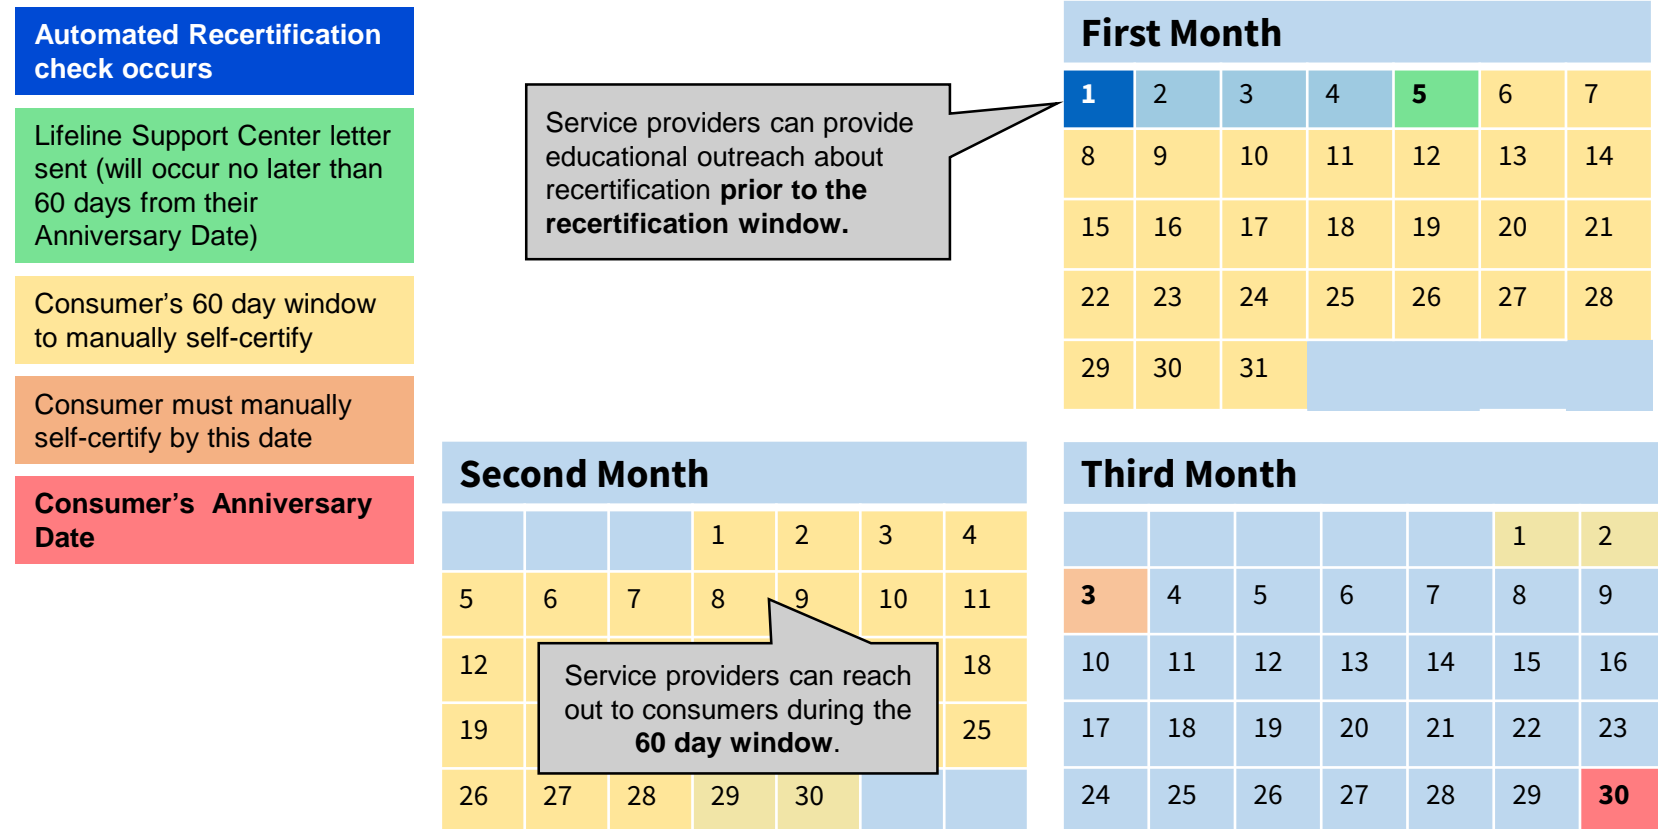 Automated Recertification
check occurs
Lifeline Support Center letter
sent (will occur no later than
60 days from their
Anniversary Date)
Consumer’s 60 day window
to manually self-certify
Consumer must manually
self-certify by this date
Consumer’s Anniversary
Date
Service providers can provide
educational outreach about
recertification prior to the
recertification window.
First Month
1 2 3 4 5 6 7
8 9 10 11 12 13 14
15 16 17 18 19 20 21
22 23 24 25 26 27 28
29 30 31
Second Month
1 2 3 4
5 6 7 8 9 10 11
12 18
19 25
26 27 28 29 30
Service providers can reach
out to consumers during the
60 day window.
Third Month
1 2
3 4 5 6 7 8 9
10 11 12 13 14 15 16
17 18 19 20 21 22 23
24 25 26 27 28 29 30